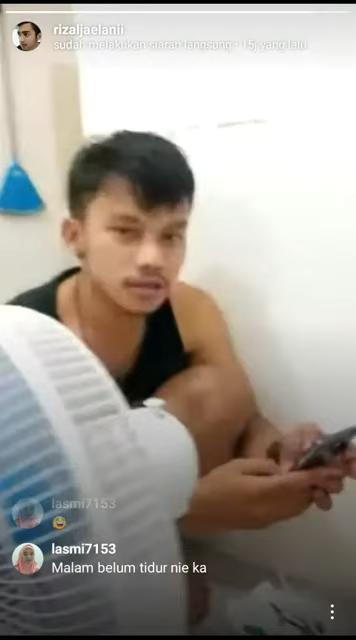 rizaljaelanii
sudah melakukan siaran langsung • 15j yang lalu
lasmi7153
😂
lasmi7153
Malam belum tidur nie ka